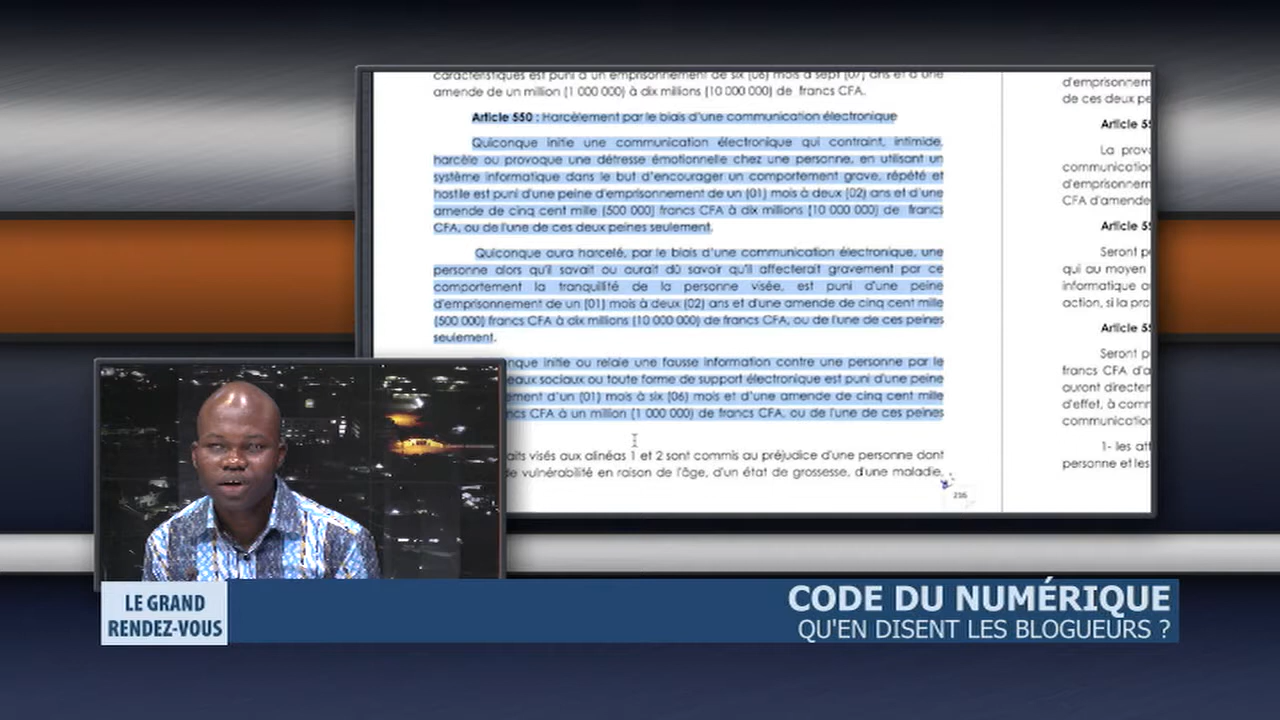 caractéristiques est puni d'un emprisonnement de six (06) mois à sept (07) ans et d'une
amende de un million (1 000 000) à dix millions (10 000 000) de francs CFA.
Article 550 : Harcèlement par le biais d'une communication électronique
Quiconque initie une communication électronique qui contraint, intimide,
harcèle ou provoque une détresse émotionnelle chez une personne, en utilisant un
système informatique dans le but d'encourager un comportement grave, répété et
hostile est puni d'une peine d'emprisonnement de un (01) mois à deux (02) ans et d'une
amende de cinq cent mille (500 000) francs CFA à dix millions (10 000 000) de francs
CFA, ou de l'une de ces deux peines seulement.
Quiconque aura harcelé, par le biais d'une communication électronique, une
personne alors qu'il savait ou aurait dû savoir qu'il affecterait gravement par ce
comportement la tranquilité de la personne visée, est puni d'une peine
d'emprisonnement de un (01) mois à deux (02) ans et d'une amende de cinq cent mille
(500 000) francs CFA à dix millions (10 000 000) de francs CFA, ou de l'une de ces peines
seulement.
nque initie ou relaie une fausse information contre une personne par le
eaux sociaux ou toute forme de support électronique est puni d'une peine
ement d'un (01) mois à six (06) mois et d'une amende de cinq cent mille
ncs CFA à un million (1 000 000) de francs CFA, ou de l'une de ces peines
aits visés aux alinéas 1 et 2 sont commis au préjudice d'une personne dont
de vulnérabilité en raison de l'âge, d'un état de grossesse, d'une maladie,
216
d'emprisonnem
de ces deux pe
Article 55
La prov
communication
d'emprisonnem
CFA d'amende
Article 55
Seront p
qui au moyen
informatique a
action, si la pro
Article 55
Seront p
francs CFA d'a
auront directen
d'effet, à comr
communication
1- les att
personne et les
LE GRAND
RENDEZ-VOUS
CODE DU NUMÉRIQUE
QU'EN DISENT LES BLOGUEURS ?